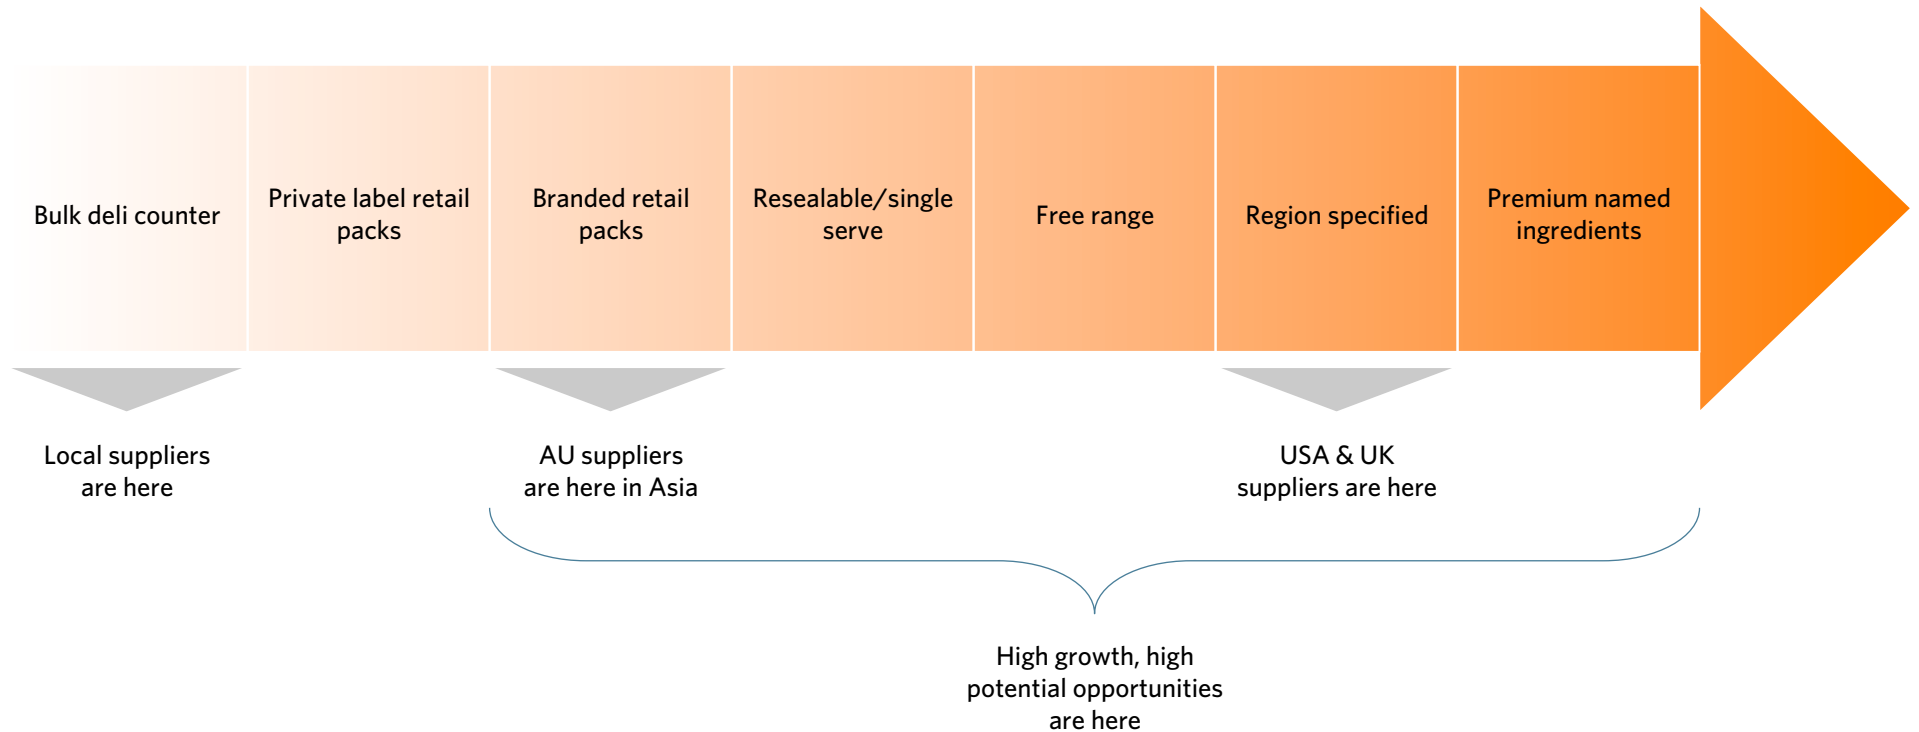 Bulk deli counter
Private label retail
packs
Branded retail
packs
Resealable/single
serve
Free range
Region specified
Premium named
ingredients
Local suppliers
are here
AU suppliers
are here in Asia
USA & UK
suppliers are here
High growth, high
potential opportunities
are here